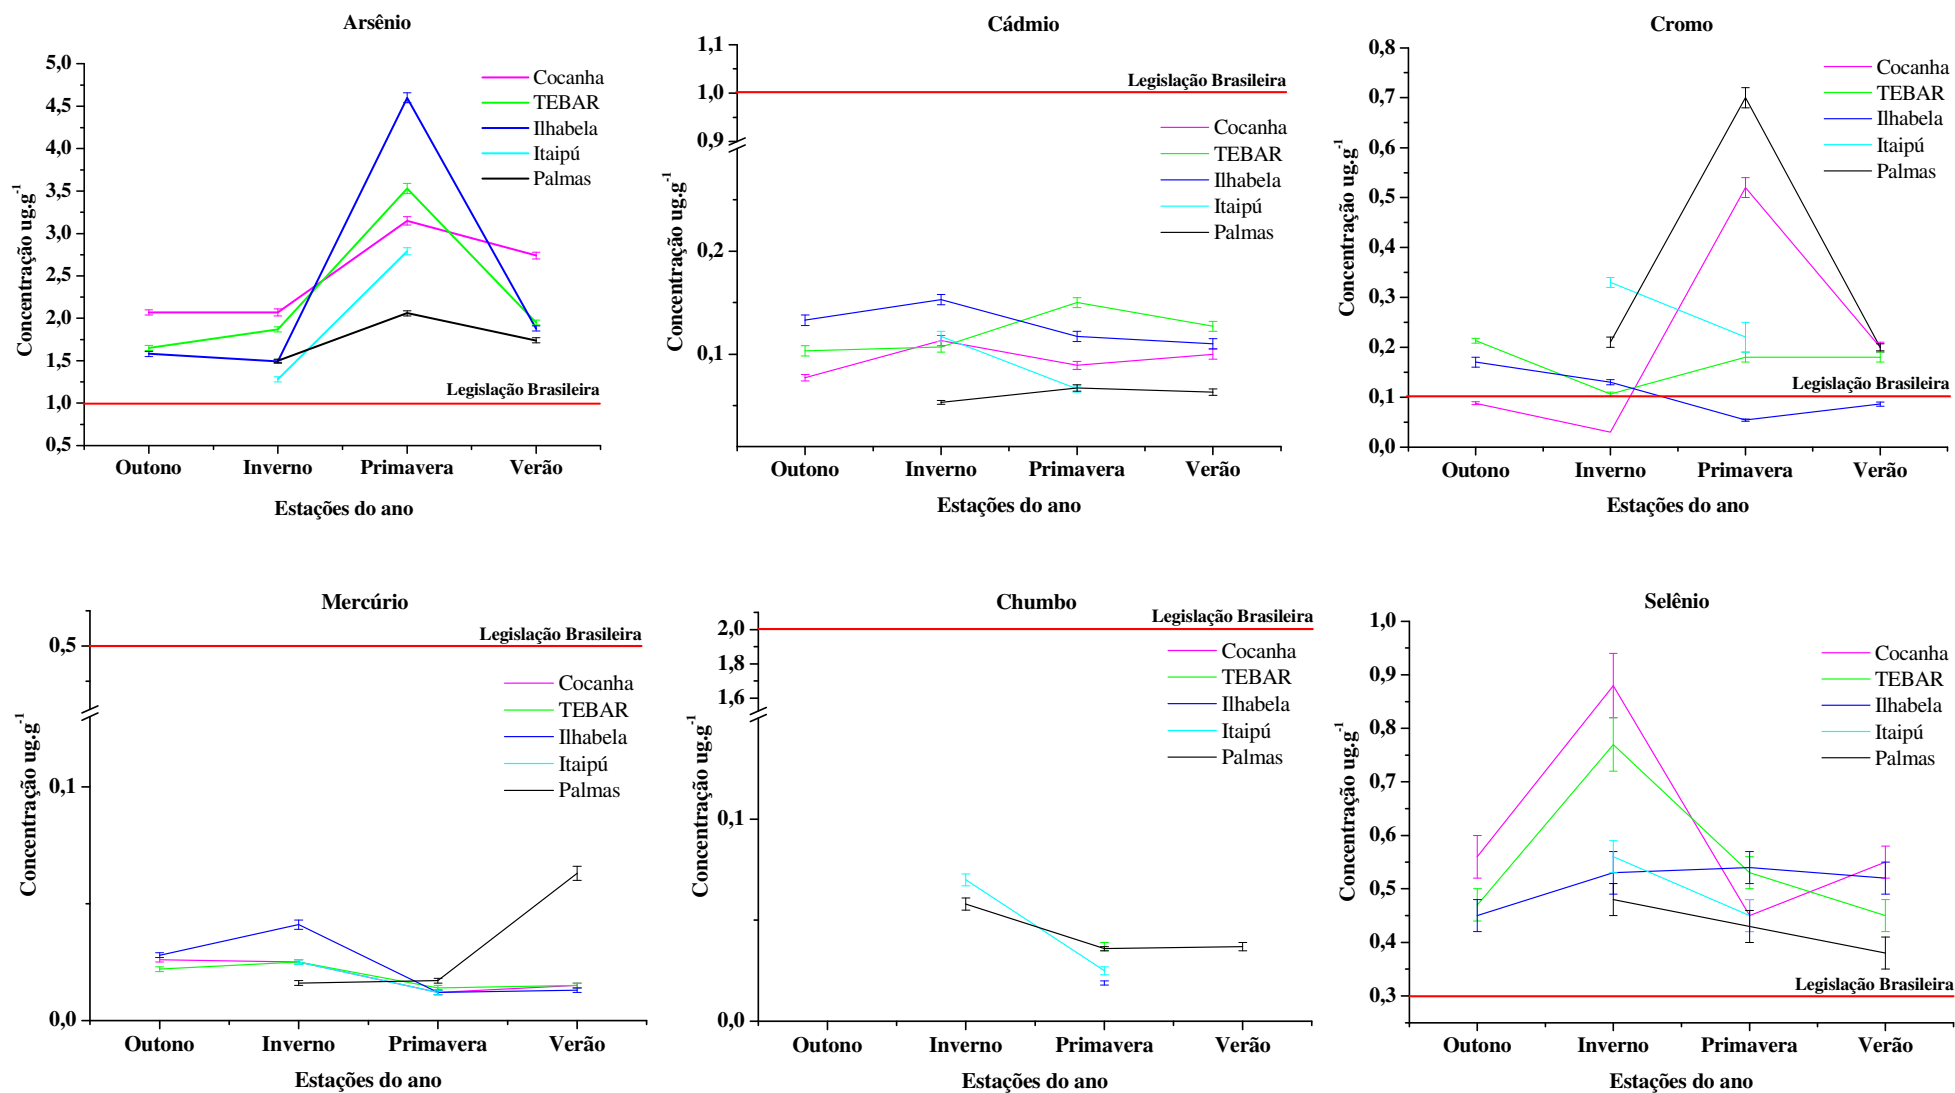 Arsênio
5,0
4,5
4,0
3,5
3,0
2,5
2,0
1,5
1,0
0,5
Concentração ug.g-1
Cocanha
TEBAR
Ilhabela
Itaipú
Palmas
Legislação Brasileira
Outono Inverno Primavera Verão
Estações do ano
Cádmio
1,1
1,0
0,9
0,2
0,1
Concentração ug.g-1
Legislação Brasileira
Cocanha
TEBAR
Ilhabela
Itaipú
Palmas
Outono Inverno Primavera Verão
Estações do ano
Cromo
0,8
0,7
0,6
0,5
0,4
0,3
0,2
0,1
0,0
Concentração ug.g-1
Cocanha
TEBAR
Ilhabela
Itaipú
Palmas
Legislação Brasileira
Outono Inverno Primavera Verão
Estações do ano
Mercúrio
0,5
0,1
0,0
Concentração ug.g-1
Legislação Brasileira
Cocanha
TEBAR
Ilhabela
Itaipú
Palmas
Outono Inverno Primavera Verão
Estações do ano
Chumbo
2,0
1,9
1,8
1,7
1,6
0,1
0,0
Concentração ug.g-1
Legislação Brasileira
Cocanha
TEBAR
Ilhabela
Itaipú
Palmas
Outono Inverno Primavera Verão
Estações do ano
Selênio
1,0
0,9
0,8
0,7
0,6
0,5
0,4
0,3
Concentração ug.g-1
Cocanha
TEBAR
Ilhabela
Itaipú
Palmas
Legislação Brasileira
Outono Inverno Primavera Verão
Estações do ano